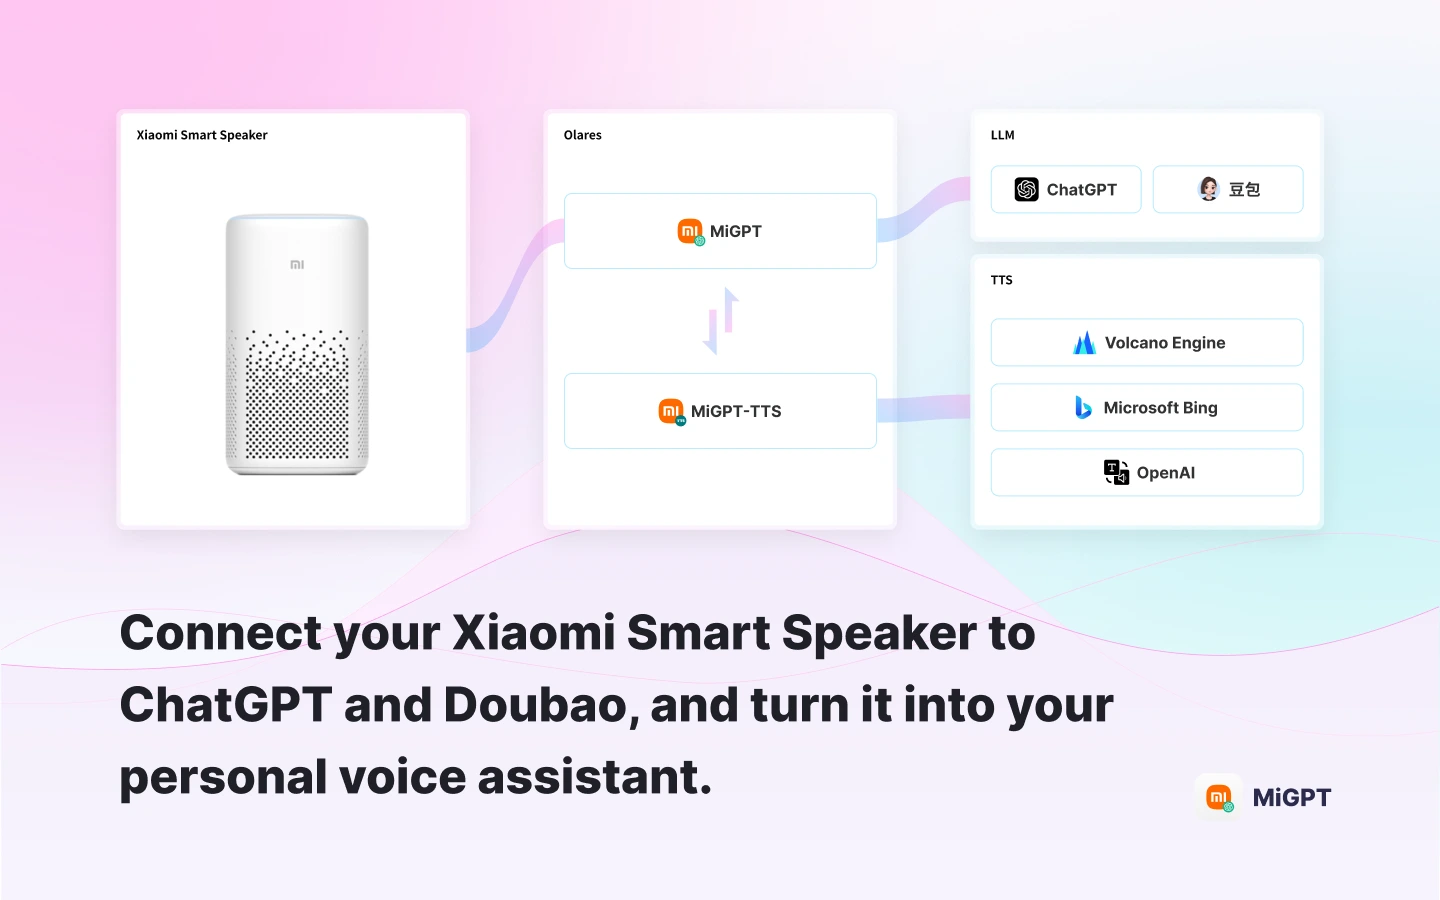 Xiaomi Smart Speaker
Olares
MiGPT
MiGPT-TTS
LLM
ChatGPT
豆包
TTS
Volcano Engine
Microsoft Bing
OpenAI
Connect your Xiaomi Smart Speaker to
ChatGPT and Doubao, and turn it into your
personal voice assistant.
MiGPT